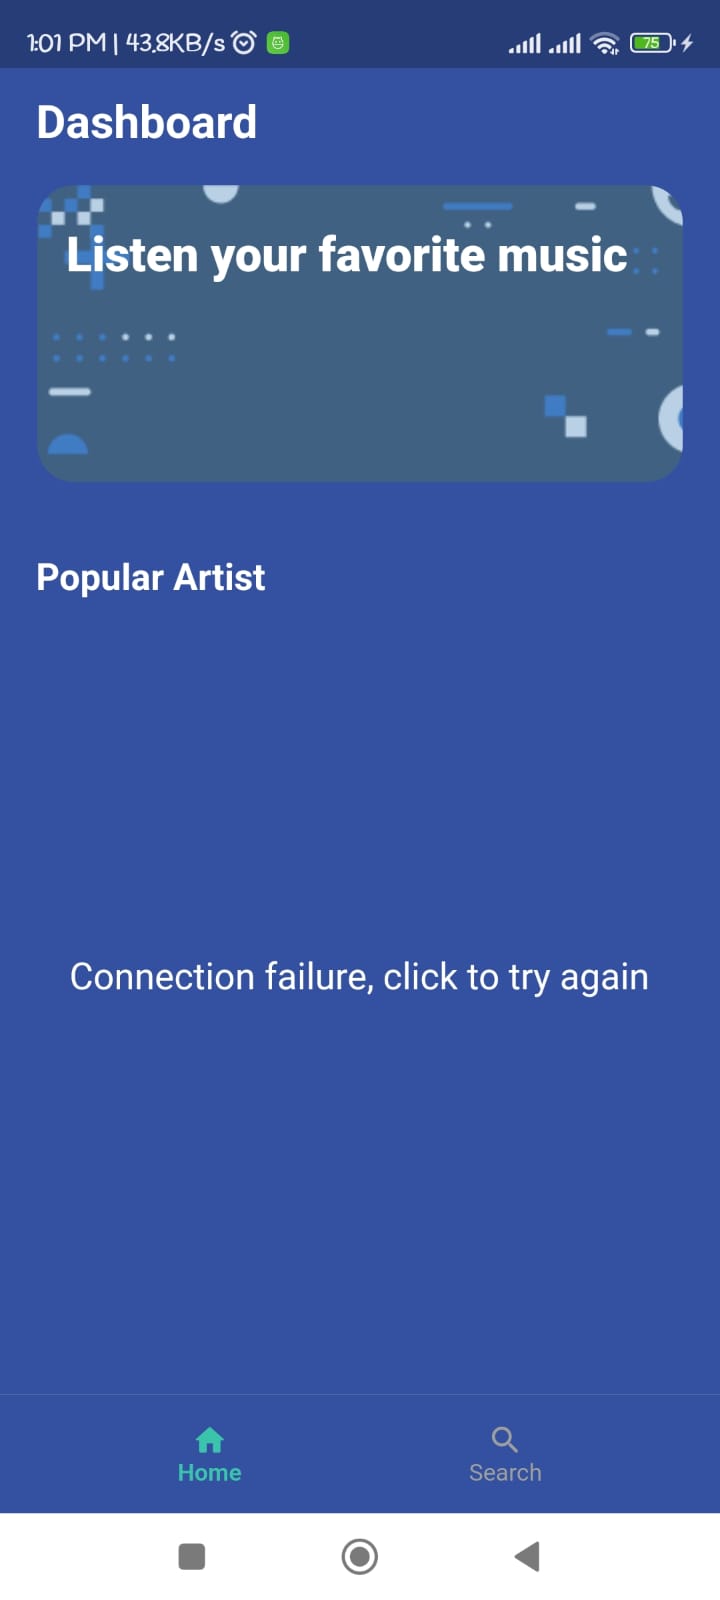 1:01 PM | 43.8KB/s
75
Dashboard
Listen your favorite music
Popular Artist
Connection failure, click to try again
Home
Search